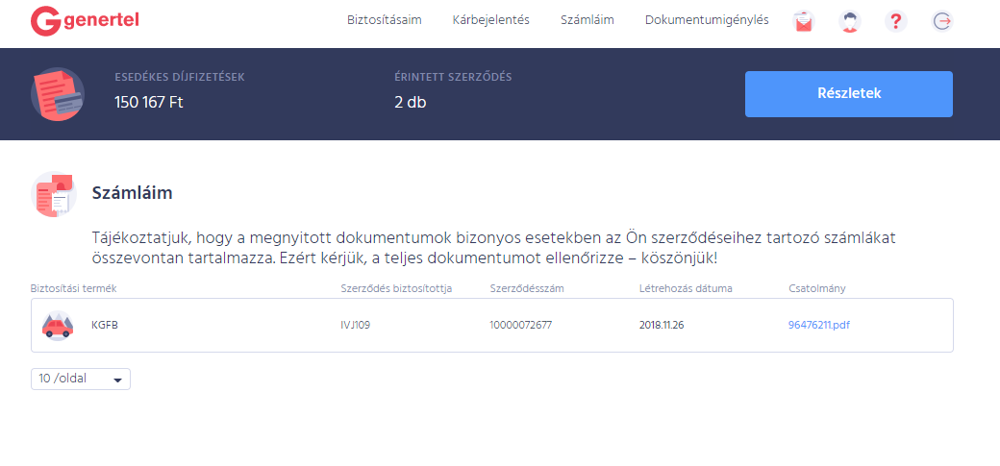 genertel
Biztosításaim Kárbejelentés Számláim Dokumentumigénylés ?
ESEDÉKES DÍJFIZETÉSEK ÉRINTETT SZERZŐDÉS
150 167 Ft 2 db Részletek
Számláim
Tájékoztatjuk, hogy a megnyitott dokumentumok bizonyos esetekben az Ön szerződéseihez tartozó számlákat
összevontan tartalmazza. Ezért kérjük, a teljes dokumentumot ellenőrizze – köszönjük!
Biztosítási termék Szerződés biztosítottja Szerződésszám Létrehozás dátuma Csatolmány
KGFB IVJ109 10000072677 2018.11.26 96476211.pdf
10 /oldal